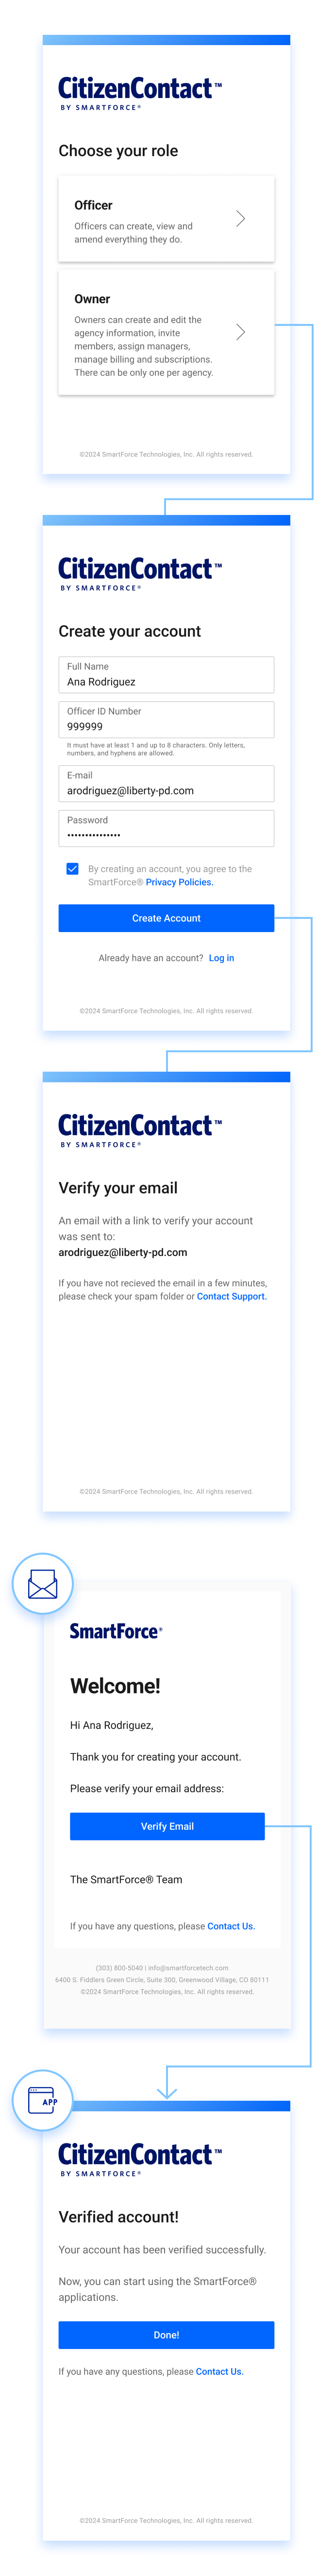 CitizenContact™
BY SMARTFORCE®
Choose your role
Officer
Officers can create, view and
amend everything they do.
Owner
Owners can create and edit the
agency information, invite
members, assign managers,
manage billing and subscriptions.
There can be only one per agency.
©2024 SmartForce Technologies, Inc. All rights reserved.
CitizenContact™
BY SMARTFORCE®
Create your account
Full Name
Ana Rodriguez
Officer ID Number
999999
It must have at least 1 and up to 8 characters. Only letters,
numbers, and hyphens are allowed.
E-mail
arodriguez@liberty-pd.com
Password
•••••••••••••••
By creating an account, you agree to the
SmartForce® Privacy Policies.
Create Account
Already have an account? Log in
©2024 SmartForce Technologies, Inc. All rights reserved.
CitizenContact™
BY SMARTFORCE®
Verify your email
An email with a link to verify your account
was sent to:
arodriguez@liberty-pd.com
If you have not recieved the email in a few minutes,
please check your spam folder or Contact Support.
©2024 SmartForce Technologies, Inc. All rights reserved.
SmartForce®
Welcome!
Hi Ana Rodriguez,
Thank you for creating your account.
Please verify your email address:
Verify Email
The SmartForce® Team
If you have any questions, please Contact Us.
(303) 800-5040 | info@smartforcetech.com
6400 S. Fiddlers Green Circle, Suite 300, Greenwood Village, CO 80111
©2024 SmartForce Technologies, Inc. All rights reserved.
APP
CitizenContact™
BY SMARTFORCE®
Verified account!
Your account has been verified successfully.
Now, you can start using the SmartForce®
applications.
Done!
If you have any questions, please Contact Us.
©2024 SmartForce Technologies, Inc. All rights reserved.